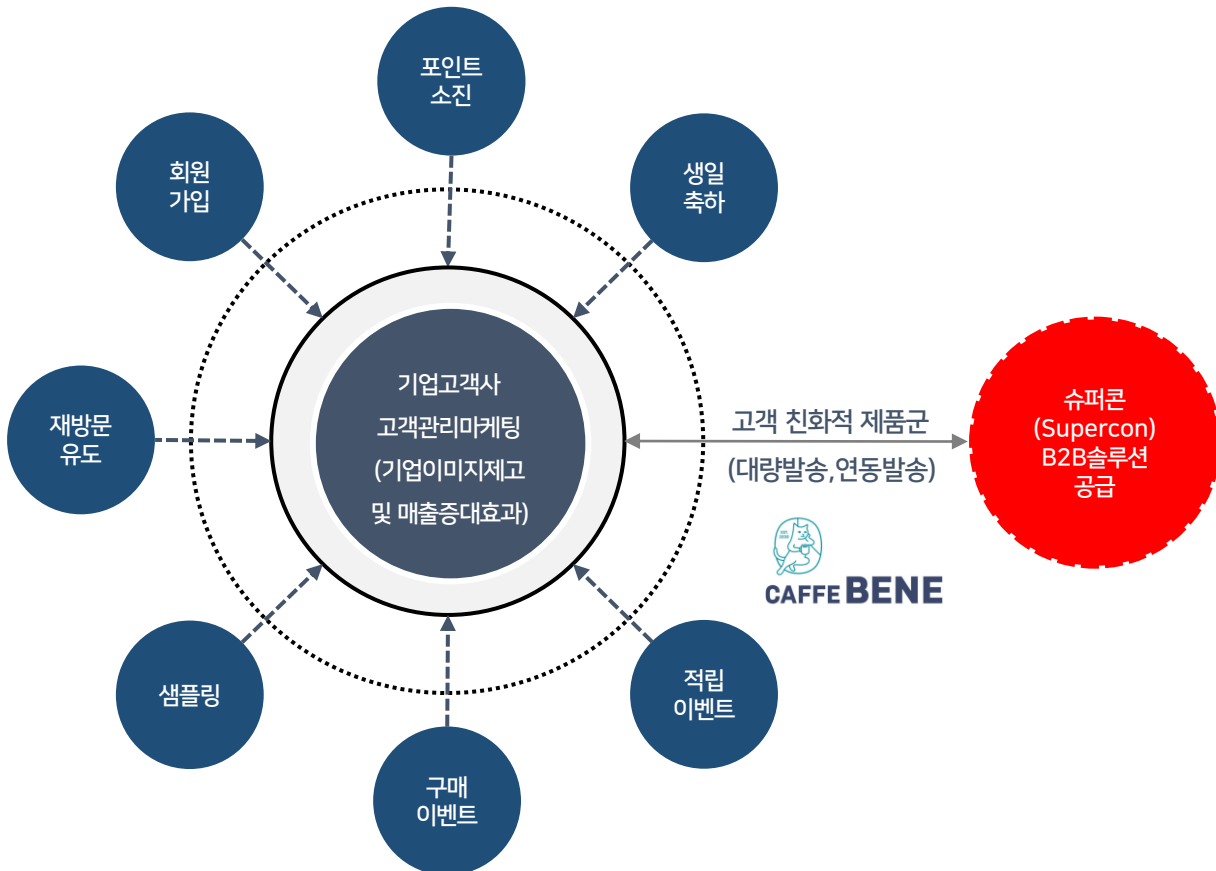 포인트
소진
회원
가입
생일
축하
재방문
유도
기업고객사
고객관리마케팅
(기업이미지제고
및 매출증대효과)
고객 친화적 제품군
(대량발송,연동발송)
슈퍼콘
(Supercon)
B2B솔루션
공급
CAFFE BENE
샘플링
적립
이벤트
구매
이벤트